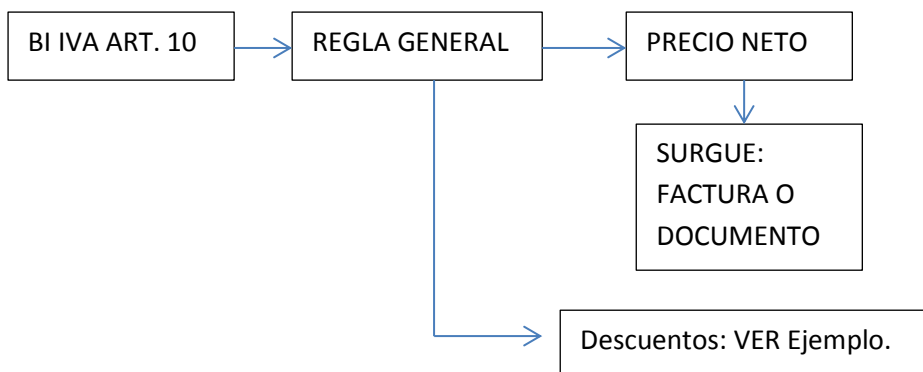 BI IVA ART. 10
REGLA GENERAL
PRECIO NETO
SURGUE:
FACTURA O
DOCUMENTO
Descuentos: VER Ejemplo.